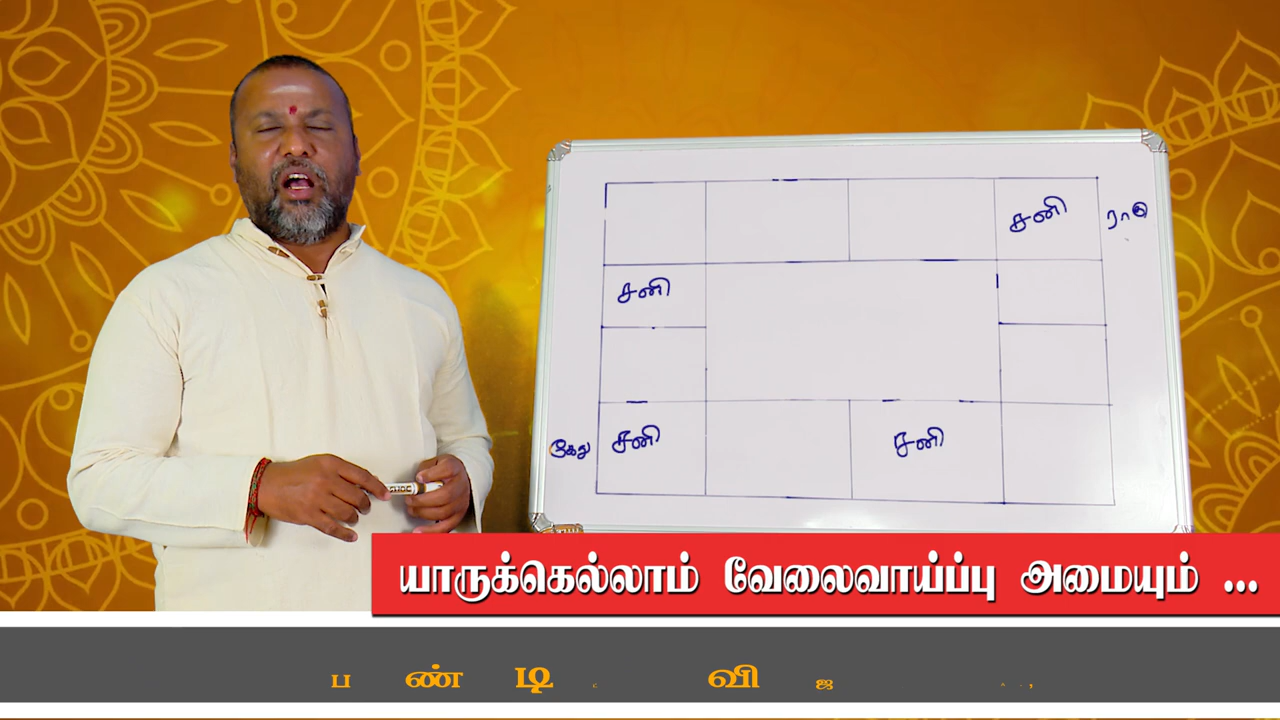 சனி ராகு
சனி
கேது சனி சனி
யாருக்கெல்லாம் வேலைவாய்ப்பு அமையும் ...